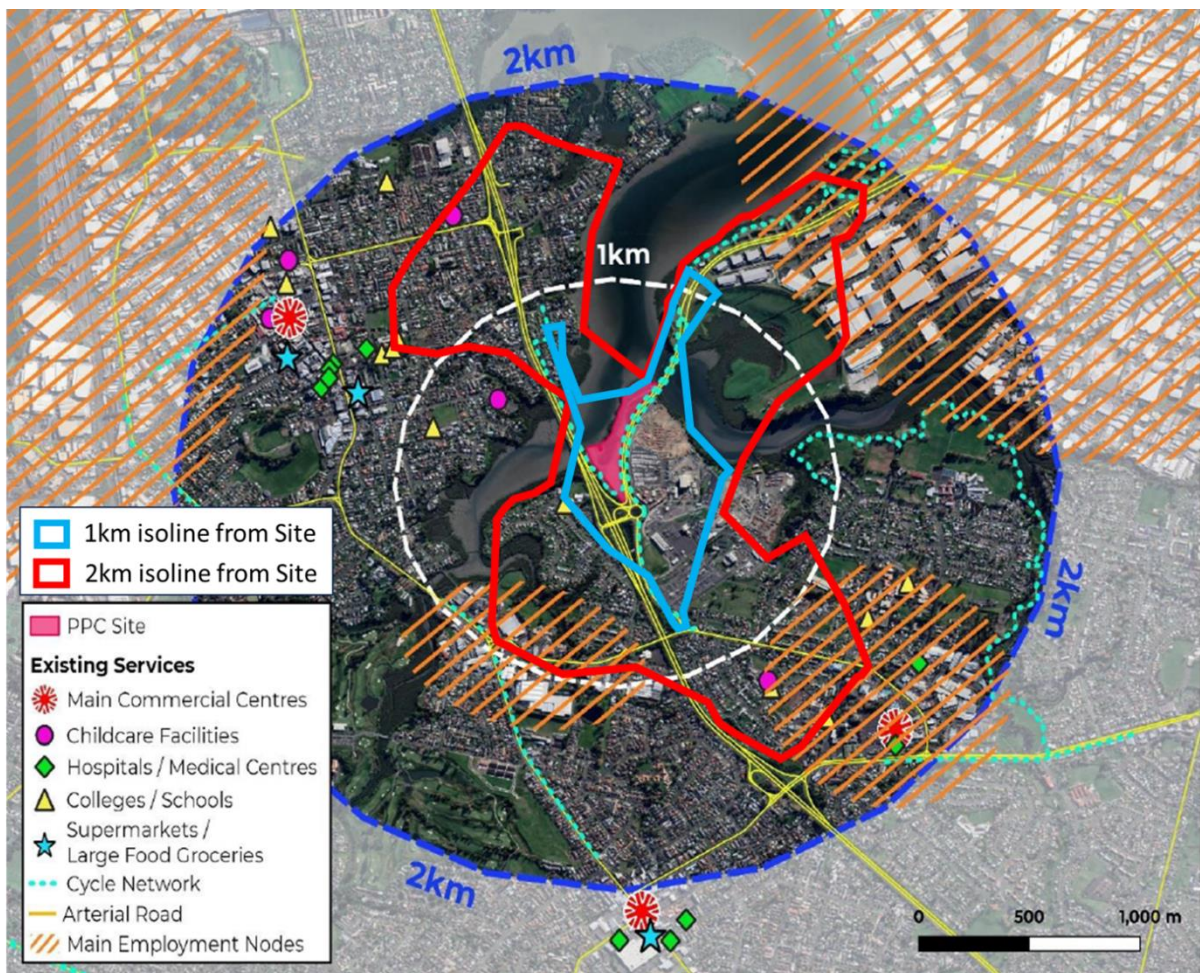 2km
1km
2km
2km
1km isoline from Site
2km isoline from Site
PPC Site
Existing Services
Main Commercial Centres
Childcare Facilities
Hospitals / Medical Centres
Colleges / Schools
Supermarkets /
Large Food Groceries
Cycle Network
Arterial Road
Main Employment Nodes
0 500 1,000 m